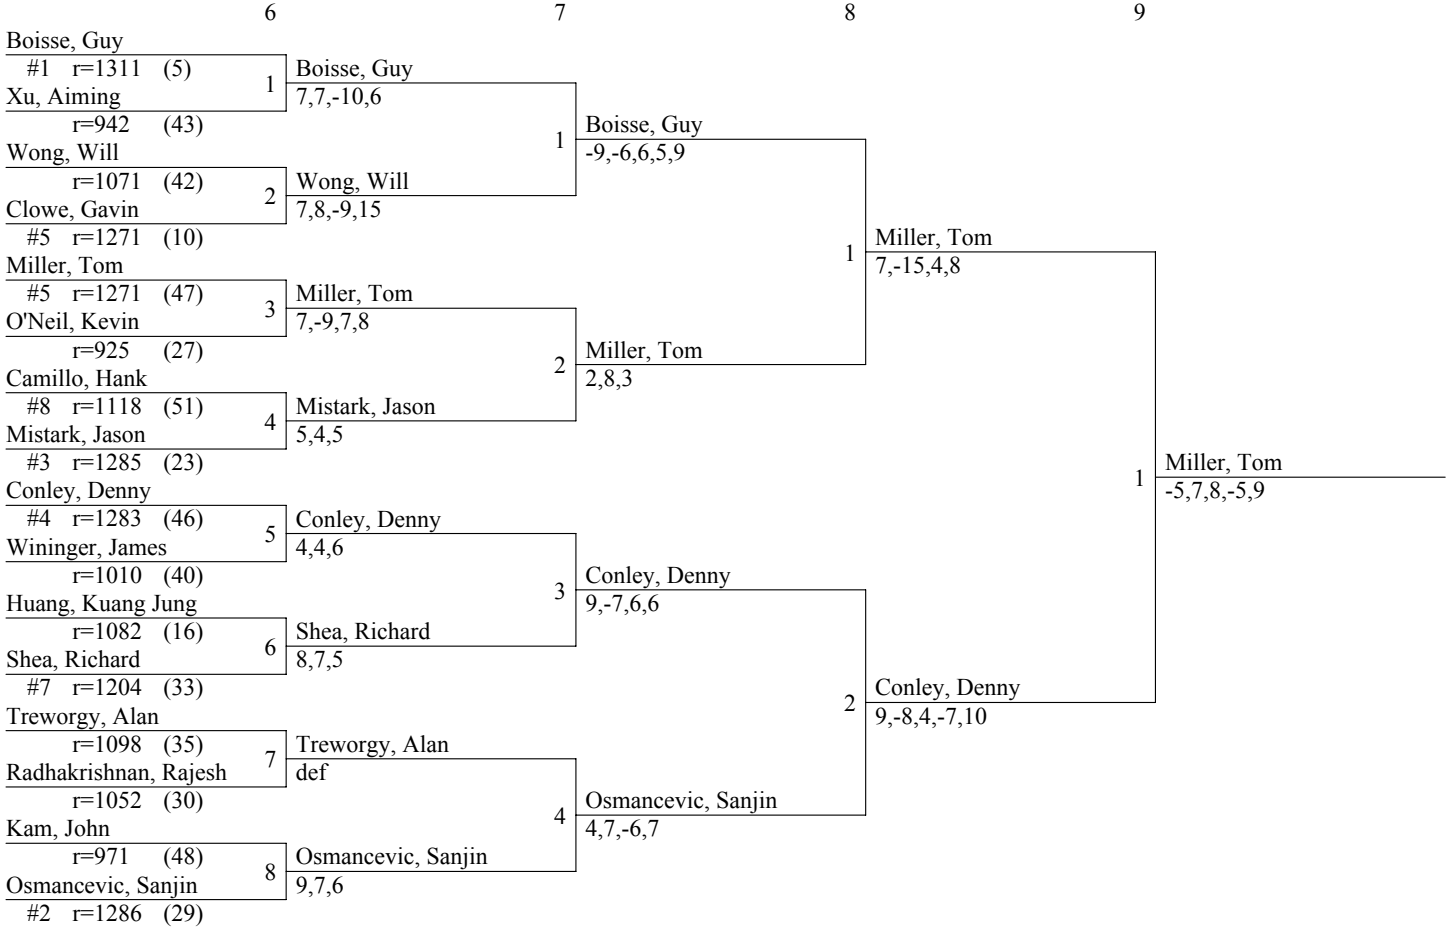 6 7 8 9
Boisse, Guy
#1 r=1311 (5)
1
Boisse, Guy
Xu, Aiming
7,7,-10,6
r=942 (43)
1
Boisse, Guy
-9,-6,6,5,9
Wong, Will
r=1071 (42)
2
Wong, Will
Clowe, Gavin
7,8,-9,15
#5 r=1271 (10)
1
Miller, Tom
7,-15,4,8
Miller, Tom
#5 r=1271 (47)
3
Miller, Tom
O'Neil, Kevin
7,-9,7,8
r=925 (27)
2
Miller, Tom
2,8,3
Camillo, Hank
#8 r=1118 (51)
4
Mistark, Jason
Mistark, Jason
5,4,5
#3 r=1285 (23)
1
Miller, Tom
-5,7,8,-5,9
Conley, Denny
#4 r=1283 (46)
5
Conley, Denny
Wininger, James
4,4,6
r=1010 (40)
3
Conley, Denny
9,-7,6,6
Huang, Kuang Jung
r=1082 (16)
6
Shea, Richard
Shea, Richard
8,7,5
#7 r=1204 (33)
2
Conley, Denny
9,-8,4,-7,10
Treworgy, Alan
r=1098 (35)
7
Treworgy, Alan
Radhakrishnan, Rajesh
def
r=1052 (30)
4
Osmancevic, Sanjin
4,7,-6,7
Kam, John
r=971 (48)
8
Osmancevic, Sanjin
Osmancevic, Sanjin
9,7,6
#2 r=1286 (29)